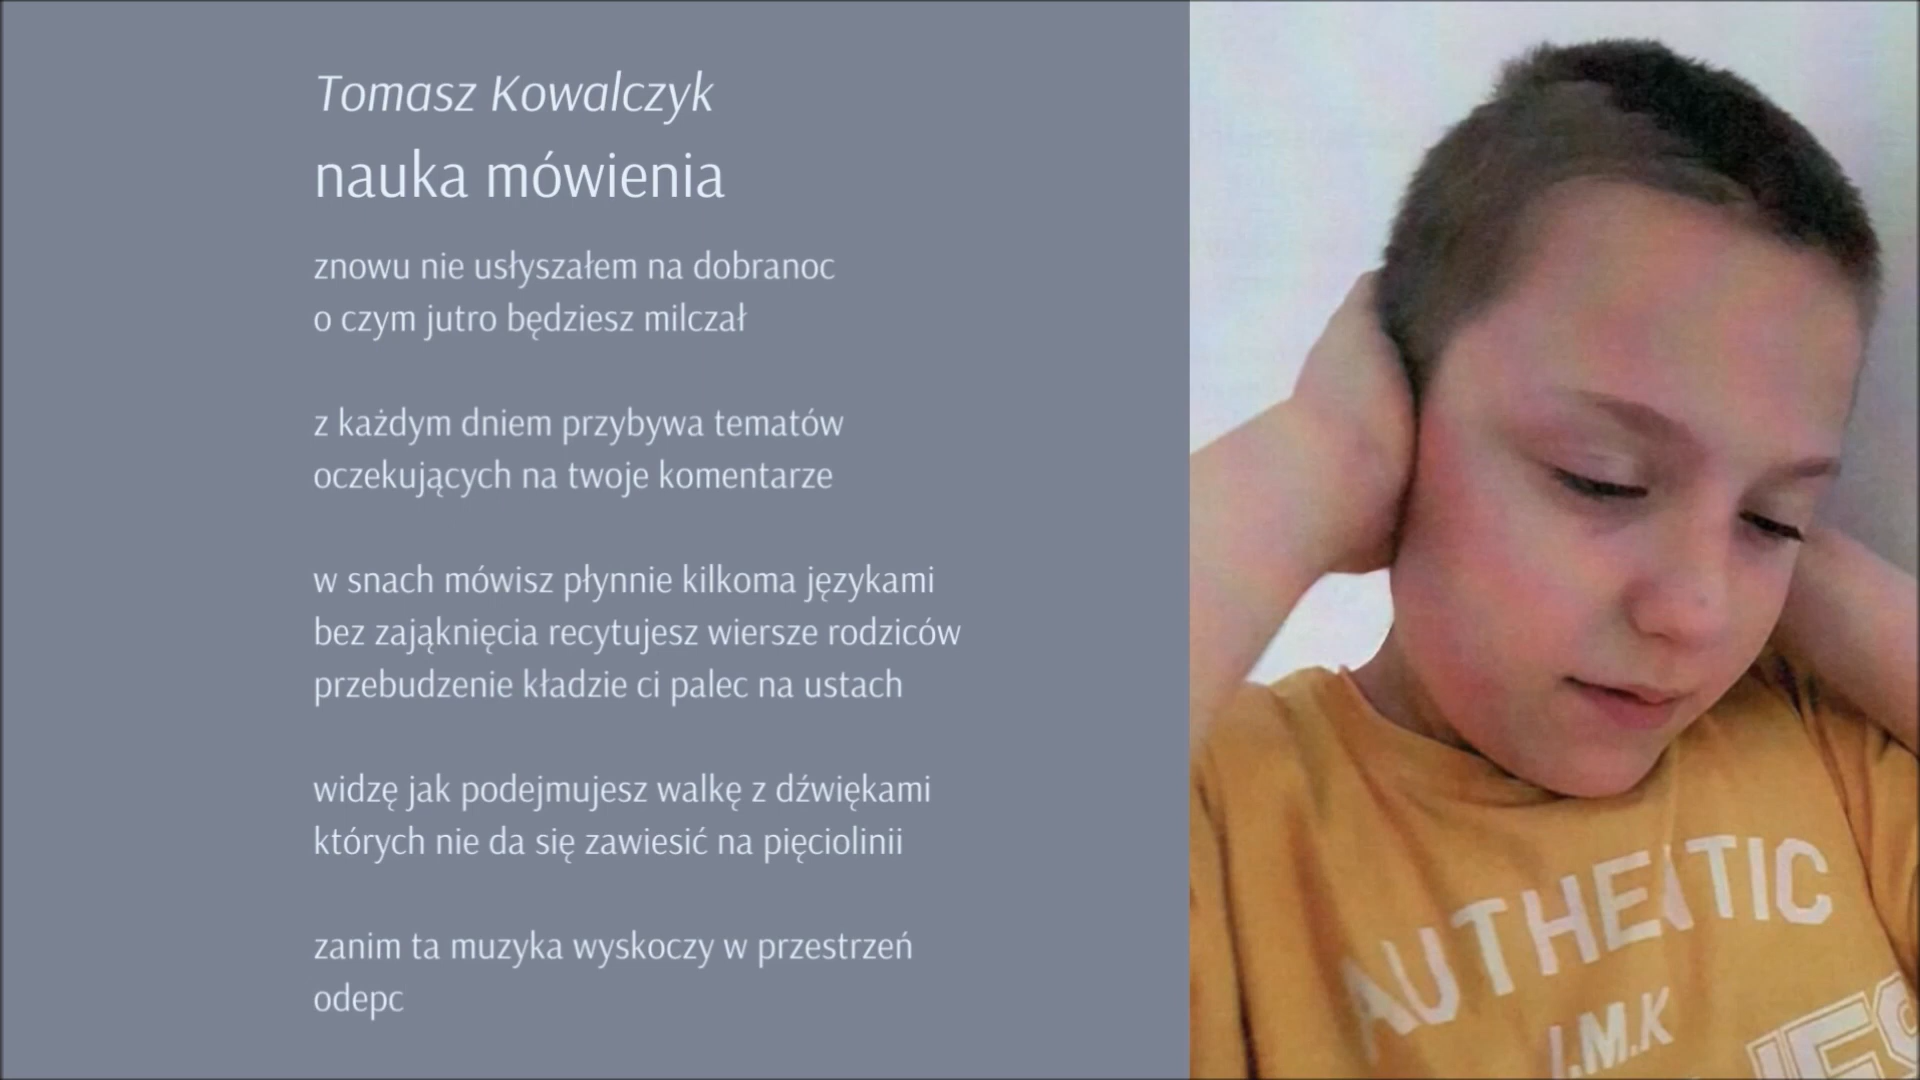 Tomasz Kowalczyk
nauka mówienia
znowu nie usłyszałem na dobranoc
o czym jutro będziesz milczał
z każdym dniem przybywa tematów
oczekujących na twoje komentarze
w snach mówisz płynnie kilkoma językami
bez zająknięcia recytujesz wiersze rodziców
przebudzenie kładzie ci palec na ustach
widzę jak podejmujesz walkę z dźwiękami
których nie da się zawiesić na pięciolinii
zanim ta muzyka wyskoczy w przestrzeń
odepc
AUTHENTIC
I.M.K